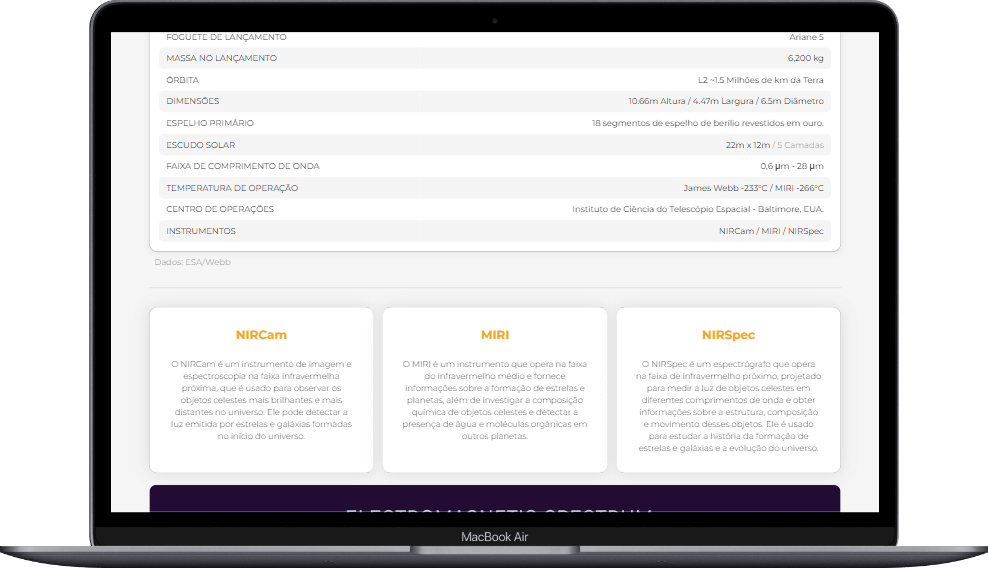 FOGUETE DE LANÇAMENTO Ariane 5
MASSA NO LANÇAMENTO 6,200 kg
ÓRBITA L2 ~1.5 Milhões de km da Terra
DIMENSÕES 10.66m Altura / 4.47m Largura / 6.5m Diâmetro
ESPELHO PRIMÁRIO 18 segmentos de espelho de berílio revestidos em ouro.
ESCUDO SOLAR 22m x 12m / 5 Camadas
FAIXA DE COMPRIMENTO DE ONDA 0,6 μm - 28 μm
TEMPERATURA DE OPERAÇÃO James Webb -233°C / MIRI -266°C
CENTRO DE OPERAÇÕES Instituto de Ciência do Telescópio Espacial - Baltimore, EUA.
INSTRUMENTOS NIRCam / MIRI / NIRSpec
Dados: ESA/Webb
NIRCam
O NIRCam é um instrumento de imagem e
espectroscopia na faixa infravermelha
próxima, que é usado para observar os
objetos celestes mais brilhantes e mais
distantes no universo. Ele pode detectar a
luz emitida por estrelas e galáxias formadas
no início do universo.
MIRI
O MIRI é um instrumento que opera na faixa
do infravermelho médio e fornece
informações sobre a formação de estrelas e
planetas, além de investigar a composição
química de objetos celestes e detectar a
presença de água e moléculas orgânicas em
outros planetas.
NIRSpec
O NIRSpec é um espectrógrafo que opera
na faixa de infravermelho próximo, projetado
para medir a luz de objetos celestes em
diferentes comprimentos de onda e obter
informações sobre a estrutura, composição
e movimento desses objetos. Ele é usado
para estudar a história da formação de
estrelas e galáxias e a evolução do universo.
ELECTROMAGNETIC SPECTRUM
MacBook Air